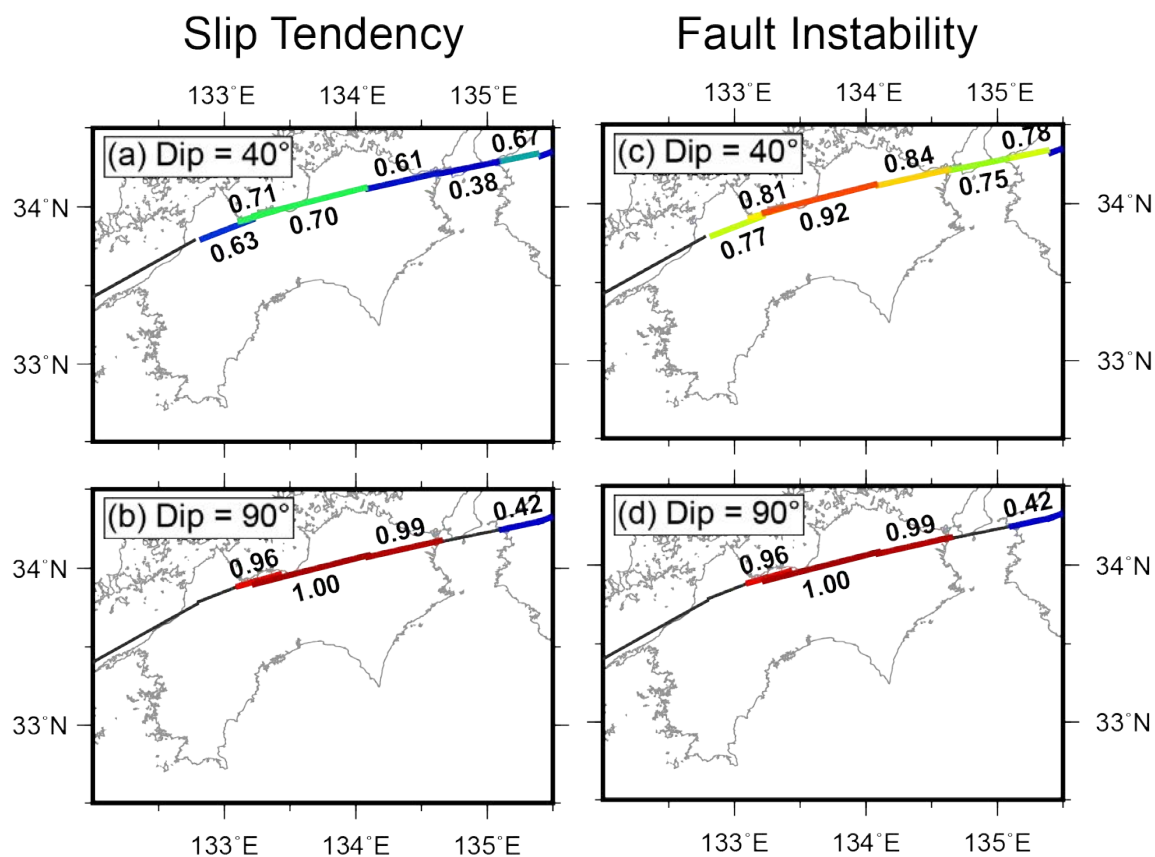 Slip Tendency
Fault Instability
133°E 134°E 135°E
133°E 134°E 135°E
(a) Dip = 40°
0.67
0.61
0.38
0.71
0.70
0.63
34°N
33°N
(c) Dip = 40°
0.78
0.84
0.75
0.81
0.92
0.77
34°N
33°N
(b) Dip = 90°
0.42
0.99
0.96
1.00
34°N
33°N
133°E 134°E 135°E
(d) Dip = 90°
0.42
0.99
0.96
1.00
34°N
33°N
133°E 134°E 135°E